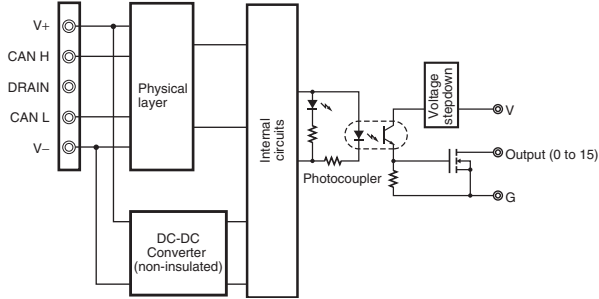 V+
CAN H
DRAIN
CAN L
V−
Physical
layer
DC-DC
Converter
(non-insulated)
Internal
circuits
Photocoupler
Voltage
stepdown
V
Output (0 to 15)
G